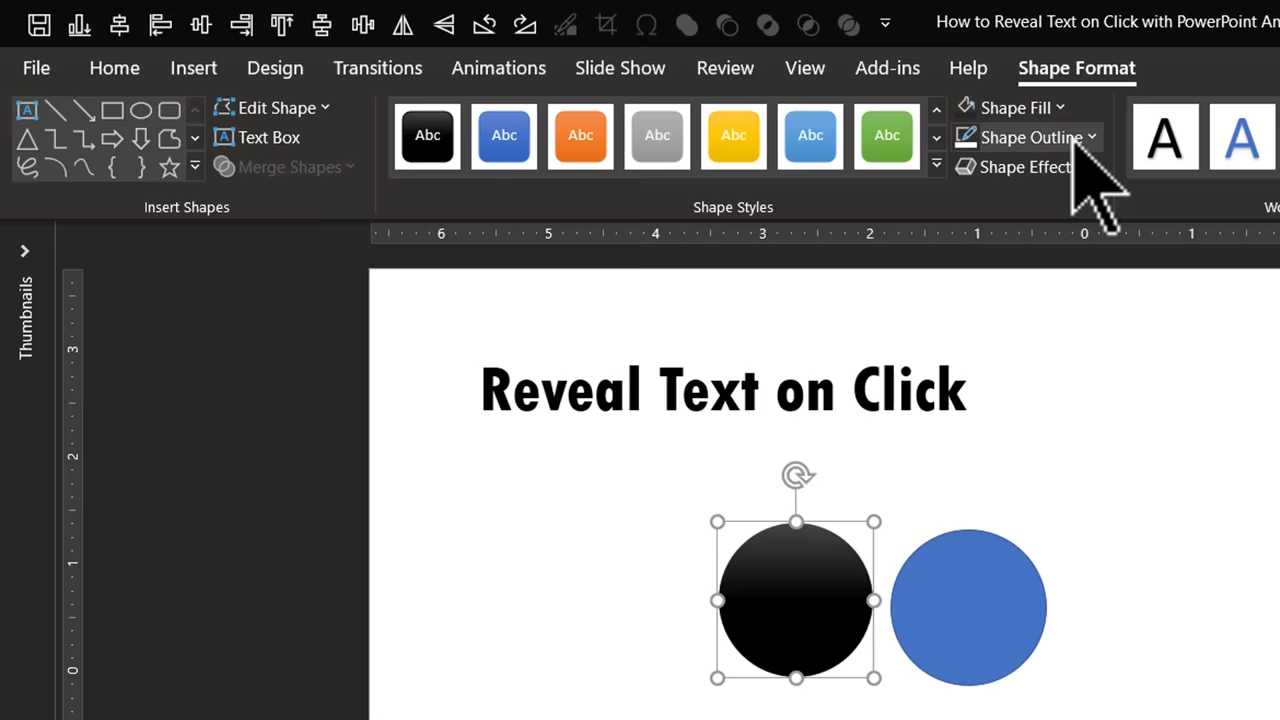 How to Reveal Text on Click with PowerPoint
File Home Insert Design Transitions Animations Slide Show Review View Add-ins Help Shape Format
Edit Shape
Text Box
Merge Shapes
Insert Shapes
Abc Abc Abc Abc Abc Abc Abc
Shape Styles
Shape Fill
Shape Outline
Shape Effect
A A
6 5 4 3 2 1 0 1
Thumbnails
3
2
1
0
Reveal Text on Click